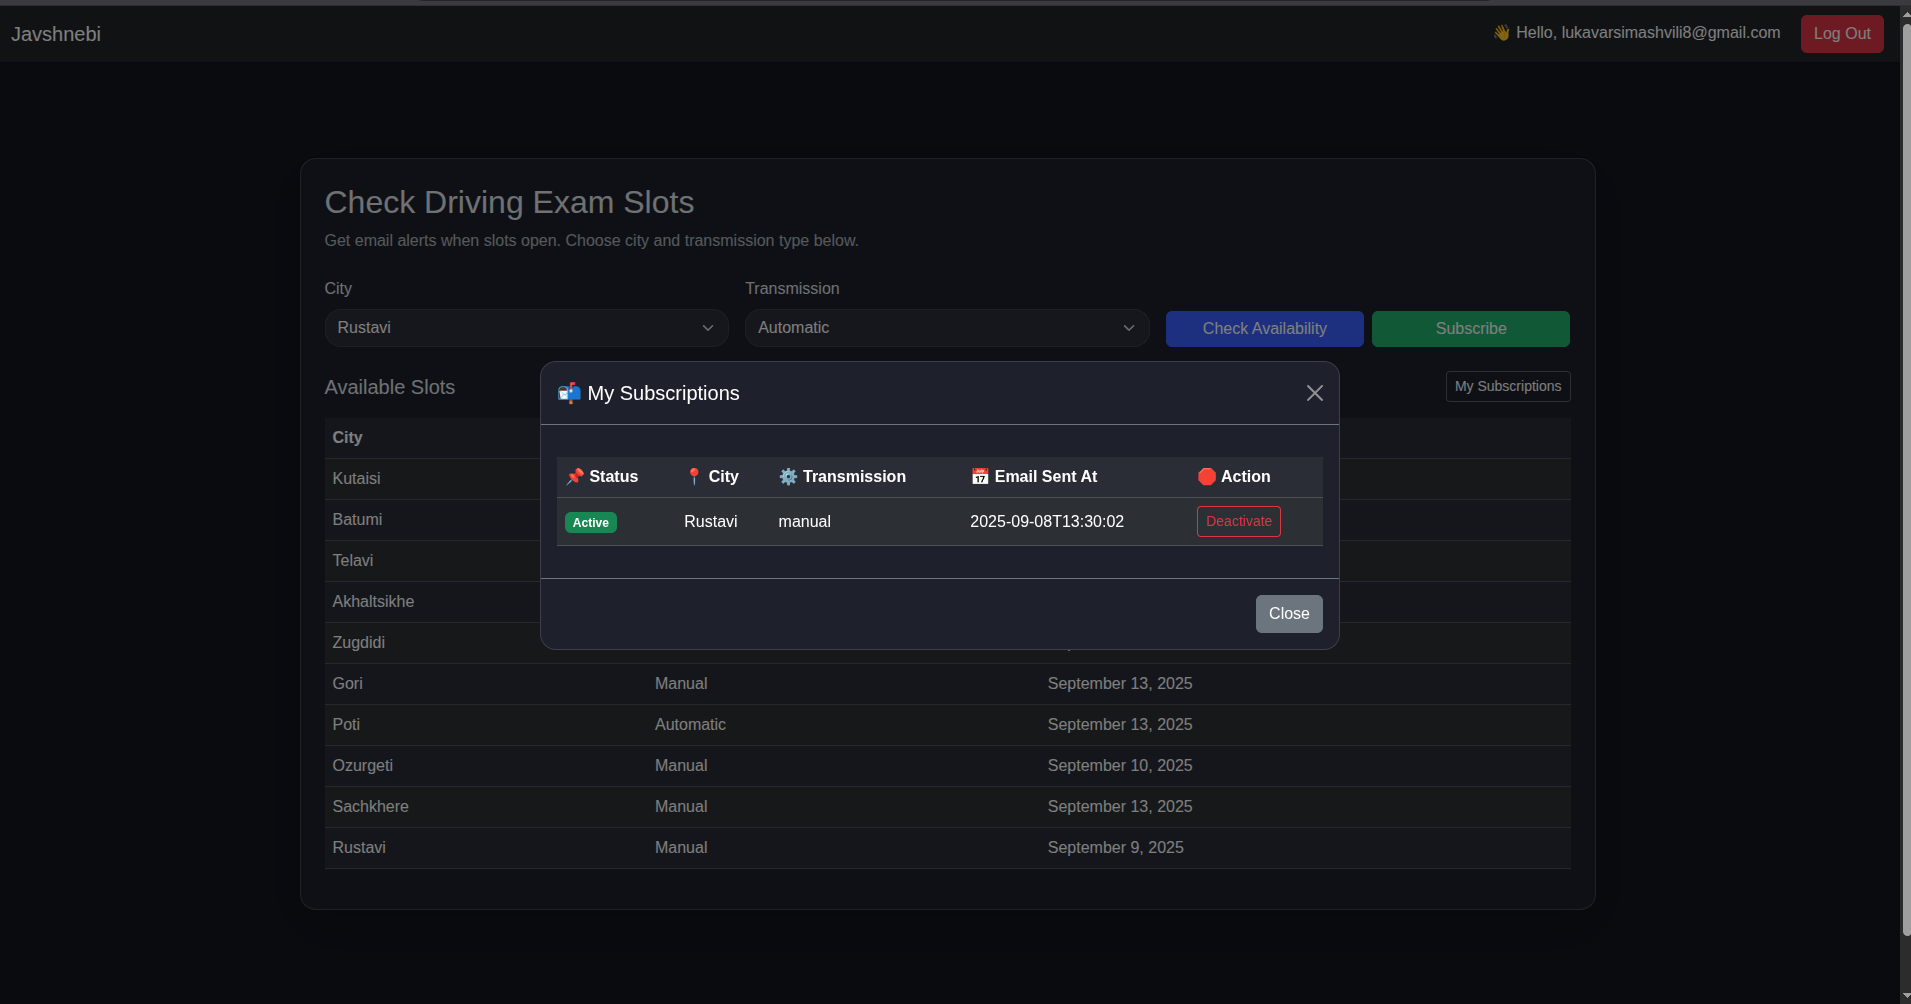 Javshnebi
👋 Hello, lukavarsimashvili8@gmail.com
Log Out
Check Driving Exam Slots
Get email alerts when slots open. Choose city and transmission type below.
City Transmission
Rustavi Automatic Check Availability Subscribe
Available Slots
My Subscriptions
📬 My Subscriptions
📌 Status 📍 City ⚙️ Transmission 📅 Email Sent At 🛑 Action
Active Rustavi manual 2025-09-08T13:30:02 Deactivate
Close
City
Kutaisi
Batumi
Telavi
Akhaltsikhe
Zugdidi
Gori Manual September 13, 2025
Poti Automatic September 13, 2025
Ozurgeti Manual September 10, 2025
Sachkhere Manual September 13, 2025
Rustavi Manual September 9, 2025